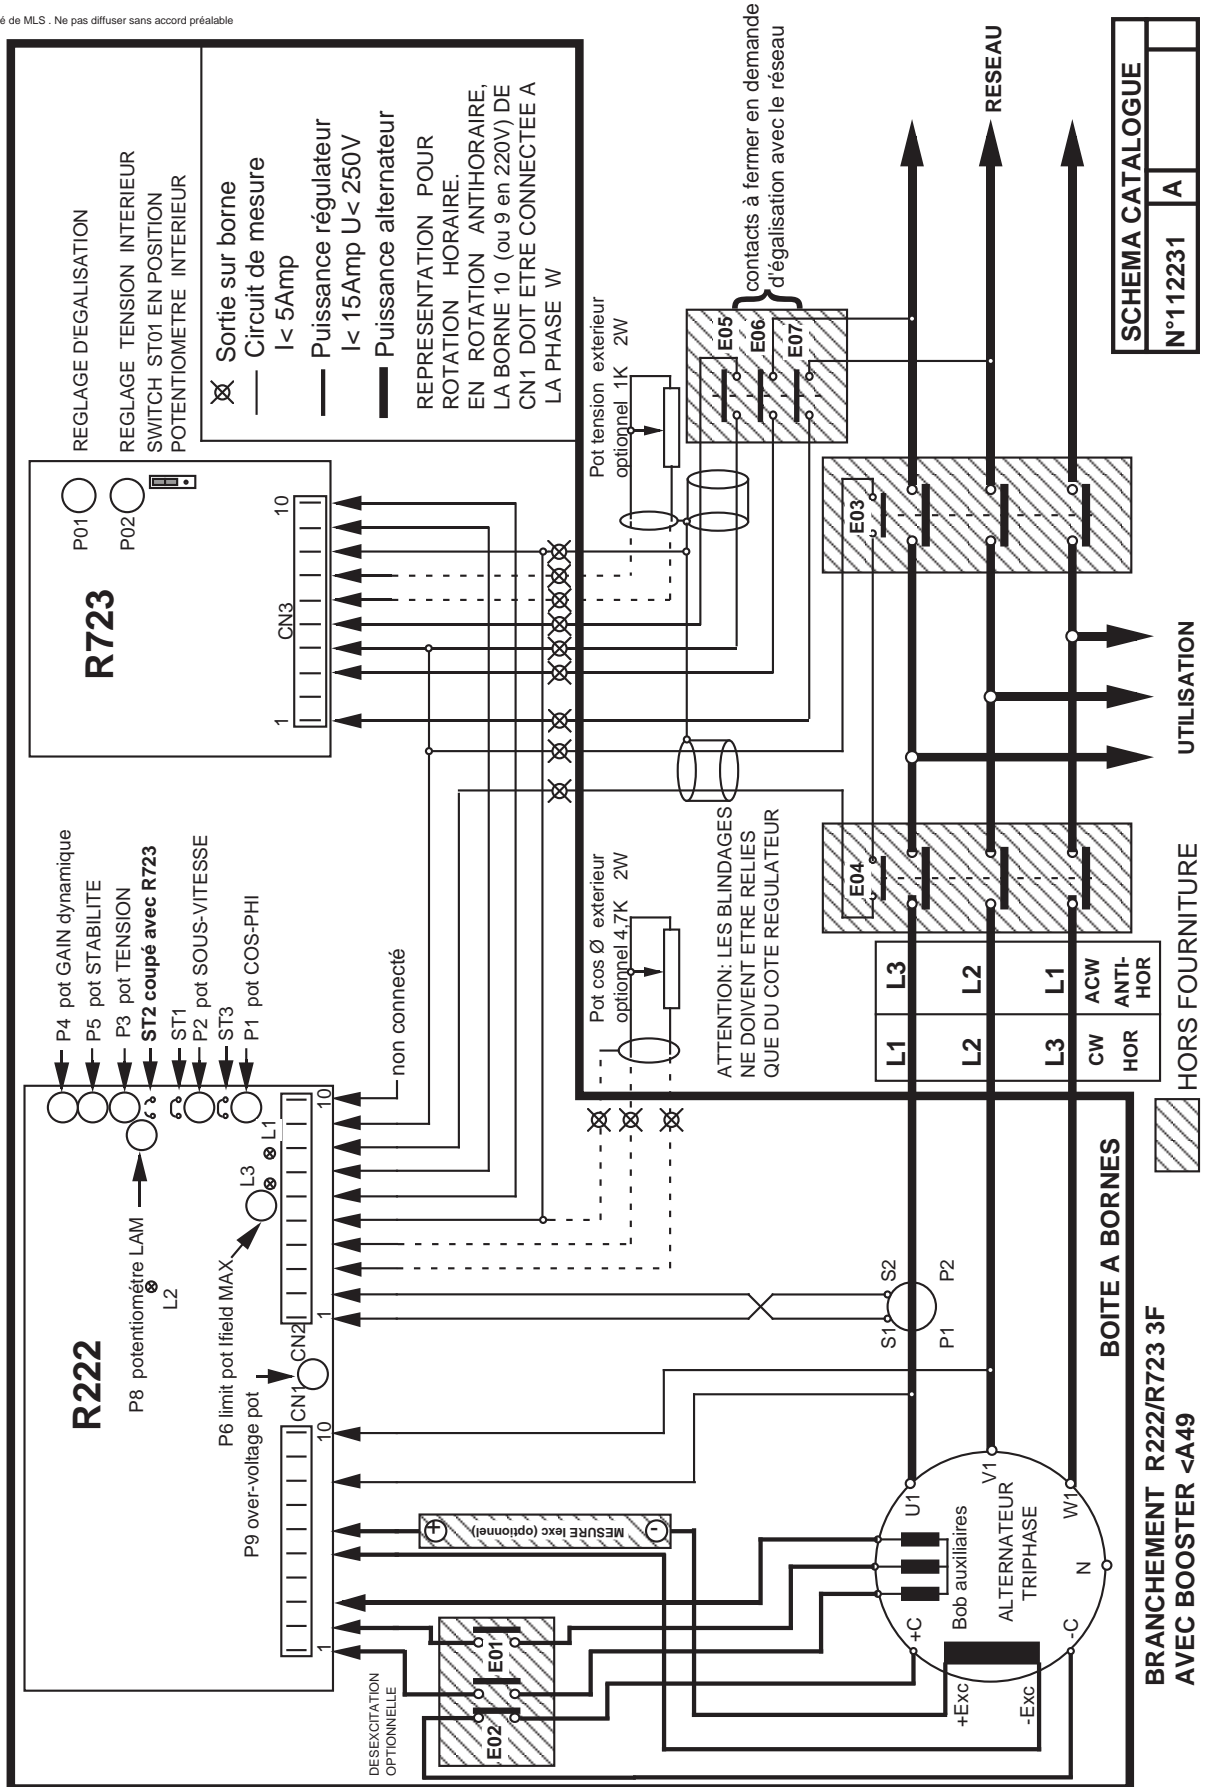 é de MLS . Ne pas diffuser sans accord préalable
R222
P4 pot GAIN dynamique
P5 pot STABILITE
P3 pot TENSION
ST2 coupé avec R723
ST1
P2 pot SOUS-VITESSE
ST3
P1 pot COS-PHI
P8 potentiométre LAM
L2
P6 limit pot Ifield MAX
P9 over-voltage pot
L3
L1
CN1
1
10
CN2
1
10
non connecté
R723
P01
P02
CN3
1
10
REGLAGE D'EGALISATION
REGLAGE TENSION INTERIEUR
SWITCH ST01 EN POSITION
POTENTIOMETRE INTERIEUR
Sortie sur borne
Circuit de mesure
I< 5Amp
Puissance régulateur
I< 15Amp U< 250V
Puissance alternateur
REPRESENTATION POUR
ROTATION HORAIRE.
EN ROTATION ANTIHORAIRE,
LA BORNE 10 (ou 9 en 220V) DE
CN1 DOIT ETRE CONNECTEE A
LA PHASE W
DESEXCITATION
OPTIONNELLE
E02
E01
MESURE Iexc (optionnel)
+
-
Pot cos Ø exterieur
optionnel 4,7K 2W
Pot tension exterieur
optionnel 1K 2W
ATTENTION: LES BLINDAGES
NE DOIVENT ETRE RELIES
QUE DU COTE REGULATEUR
E05
E06
E07
contacts à fermer en demande
d'égalisation avec le réseau
E04
E03
S1
S2
P1
P2
+C
-C
+Exc
-Exc
Bob auxiliaires
ALTERNATEUR
TRIPHASE
U1
V1
W1
N
L1
L3
L2
L2
L3
L1
CW
ACW
HOR
ANTI-
HOR
UTILISATION
RESEAU
BOITE A BORNES
HORS FOURNITURE
BRANCHEMENT R222/R723 3F
AVEC BOOSTER <A49
SCHEMA CATALOGUE
N°112231
A